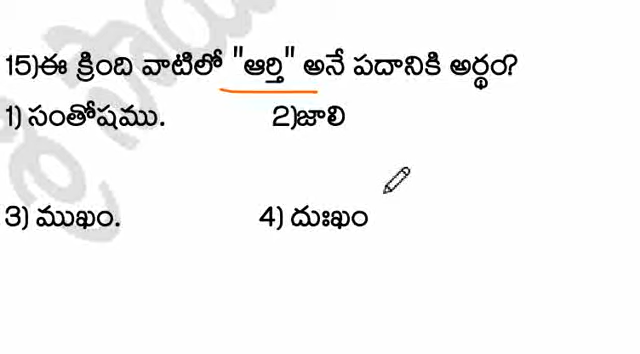 15)ఈ క్రింది వాటిలో "ఆర్తి" అనే పదానికి అర్థం?
1) సంతోషము. 2)జాలి
3) ముఖం. 4) దుఃఖం